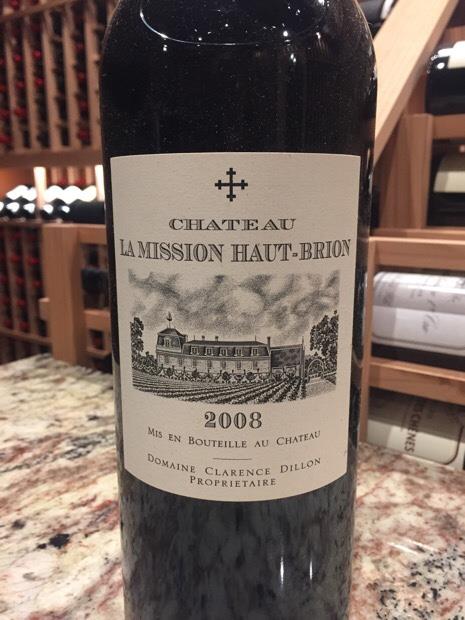 CHATEAU
LA MISSION HAUT-BRION
2008
MIS EN BOUTEILLE AU CHATEAU
DOMAINE CLARENCE DILLON
PROPRIETAIRE